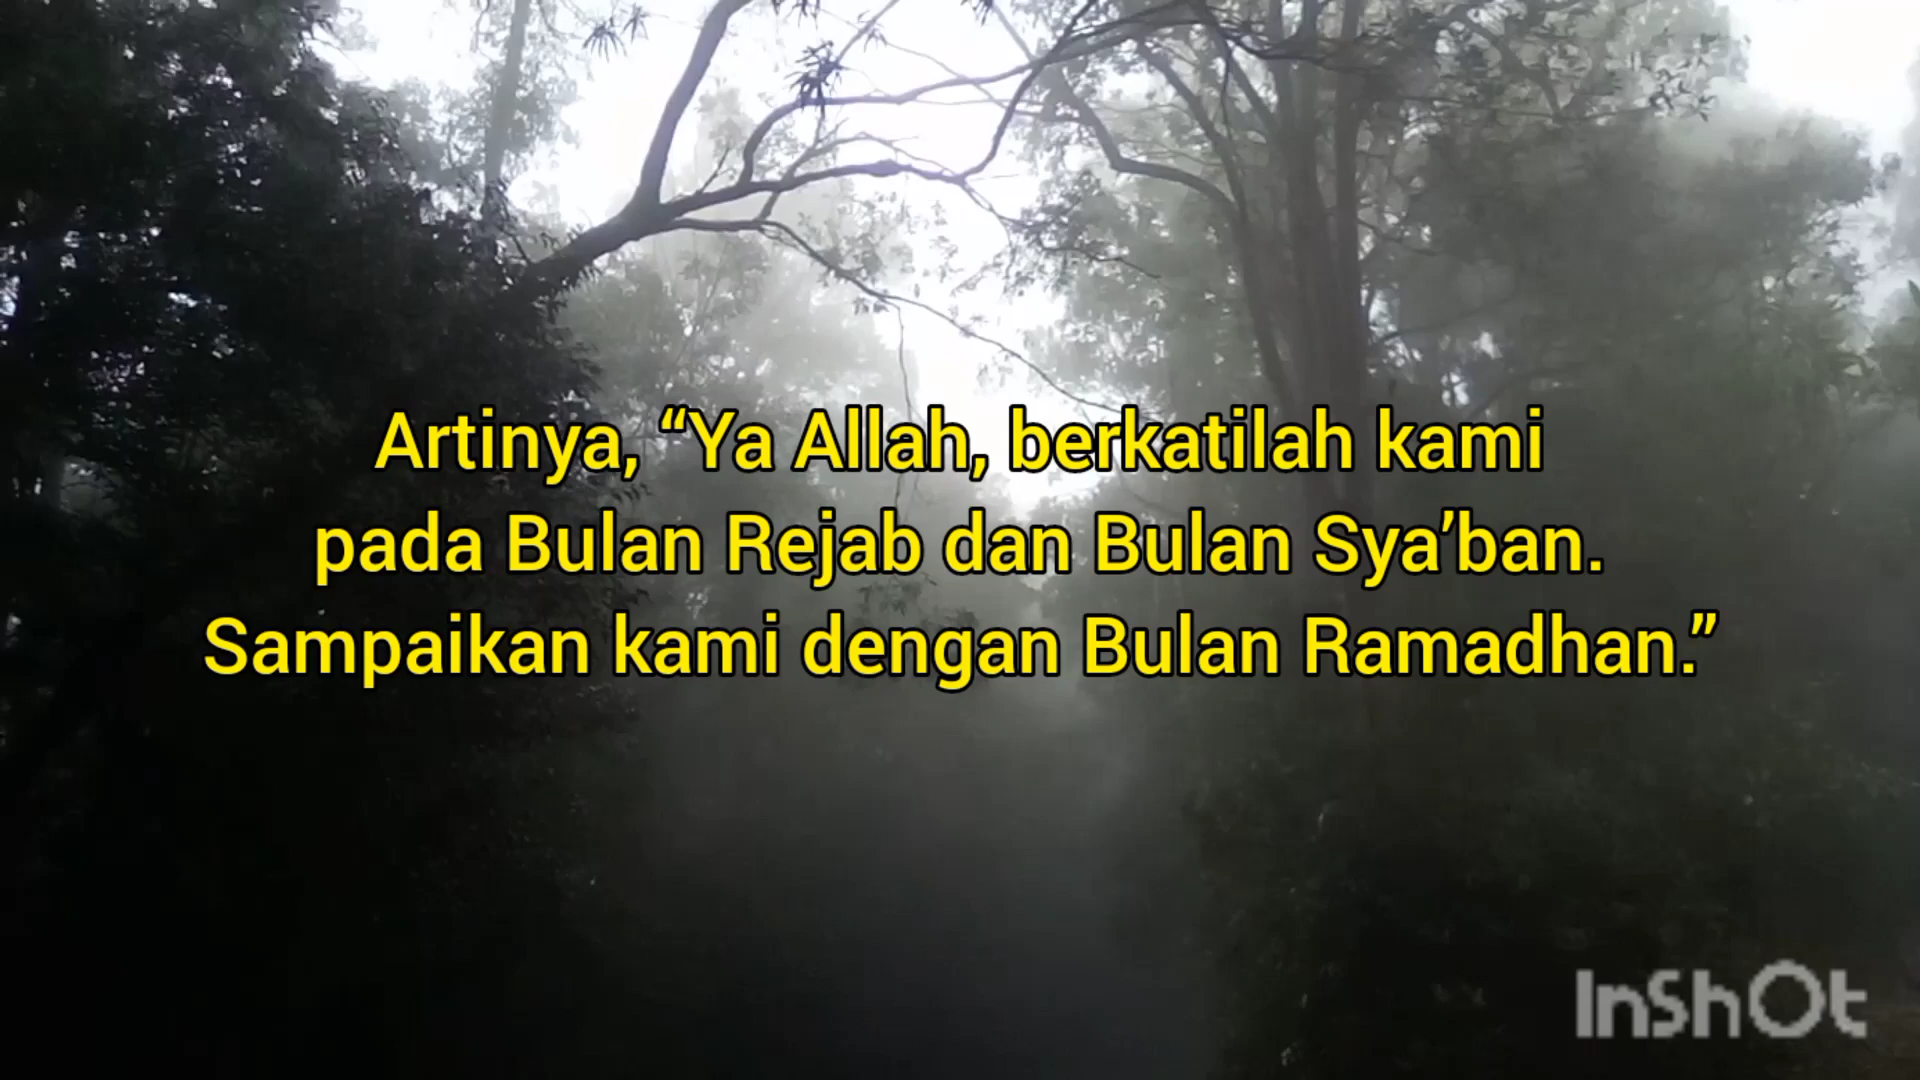 Artinya, “Ya Allah, berkatilah kami
pada Bulan Rejab dan Bulan Sya’ban.
Sampaikan kami dengan Bulan Ramadhan.”
InShOt